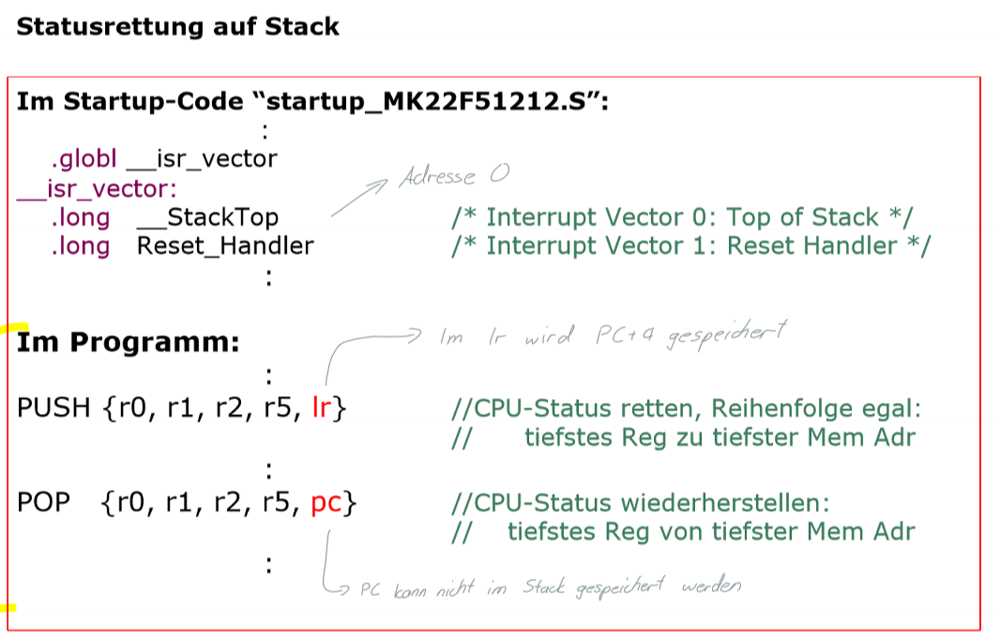 Statusrettung auf Stack
Im Startup-Code “startup_MK22F51212.S”:
:
.globl __isr_vector
Adresse 0
__isr_vector:
.long __StackTop /* Interrupt Vector 0: Top of Stack */
.long Reset_Handler /* Interrupt Vector 1: Reset Handler */
:
Im Programm:
Im lr wird PC+4 gespeichert
:
PUSH {r0, r1, r2, r5, lr} //CPU-Status retten, Reihenfolge egal:
// tiefstes Reg zu tiefster Mem Adr
:
POP {r0, r1, r2, r5, pc} //CPU-Status wiederherstellen:
// tiefstes Reg von tiefster Mem Adr
:
PC kann nicht im Stack gespeichert werden